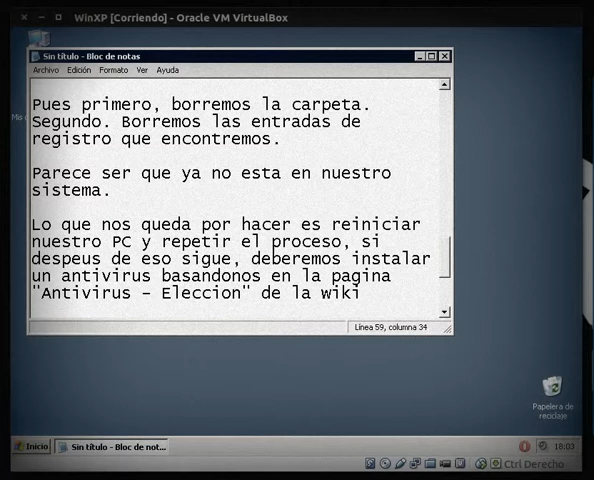 WinXP [Corriendo] - Oracle VM VirtualBox
Sin título - Bloc de notas
Archivo Edición Formato Ver Ayuda
Pues primero, borremos la carpeta.
Segundo. Borremos las entradas de
registro que encontremos.
Parece ser que ya no esta en nuestro
sistema.
Lo que nos queda por hacer es reiniciar
nuestro PC y repetir el proceso, si
despeus de eso sigue, deberemos instalar
un antivirus basandonos en la pagina
"Antivirus - Eleccion" de la wiki
Línea 59, columna 34
Papelera de
reciclaje
Inicio
Sin título - Bloc de not...
18:03
Ctrl Derecho